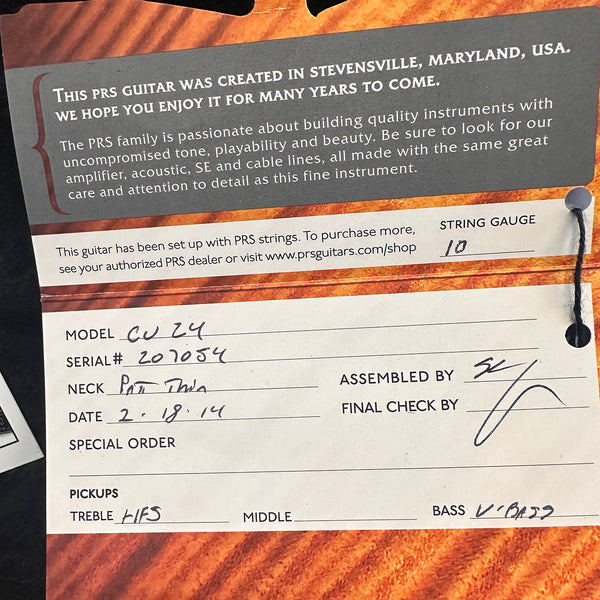 THIS PRS GUITAR WAS CREATED IN STEVENSVILLE, MARYLAND, USA.
WE HOPE YOU ENJOY IT FOR MANY YEARS TO COME.
The PRS family is passionate about building quality instruments with
uncompromised tone, playability and beauty. Be sure to look for our
amplifier, acoustic, SE and cable lines, all made with the same great
care and attention to detail as this fine instrument.
This guitar has been set up with PRS strings. To purchase more,
see your authorized PRS dealer or visit www.prsguitars.com/shop
STRING GAUGE
10
MODEL CU 24
SERIAL# 207054
NECK Patt Thin
ASSEMBLED BY
DATE 2.18.14
FINAL CHECK BY
SPECIAL ORDER
PICKUPS
TREBLE HFS MIDDLE BASS V-BASS